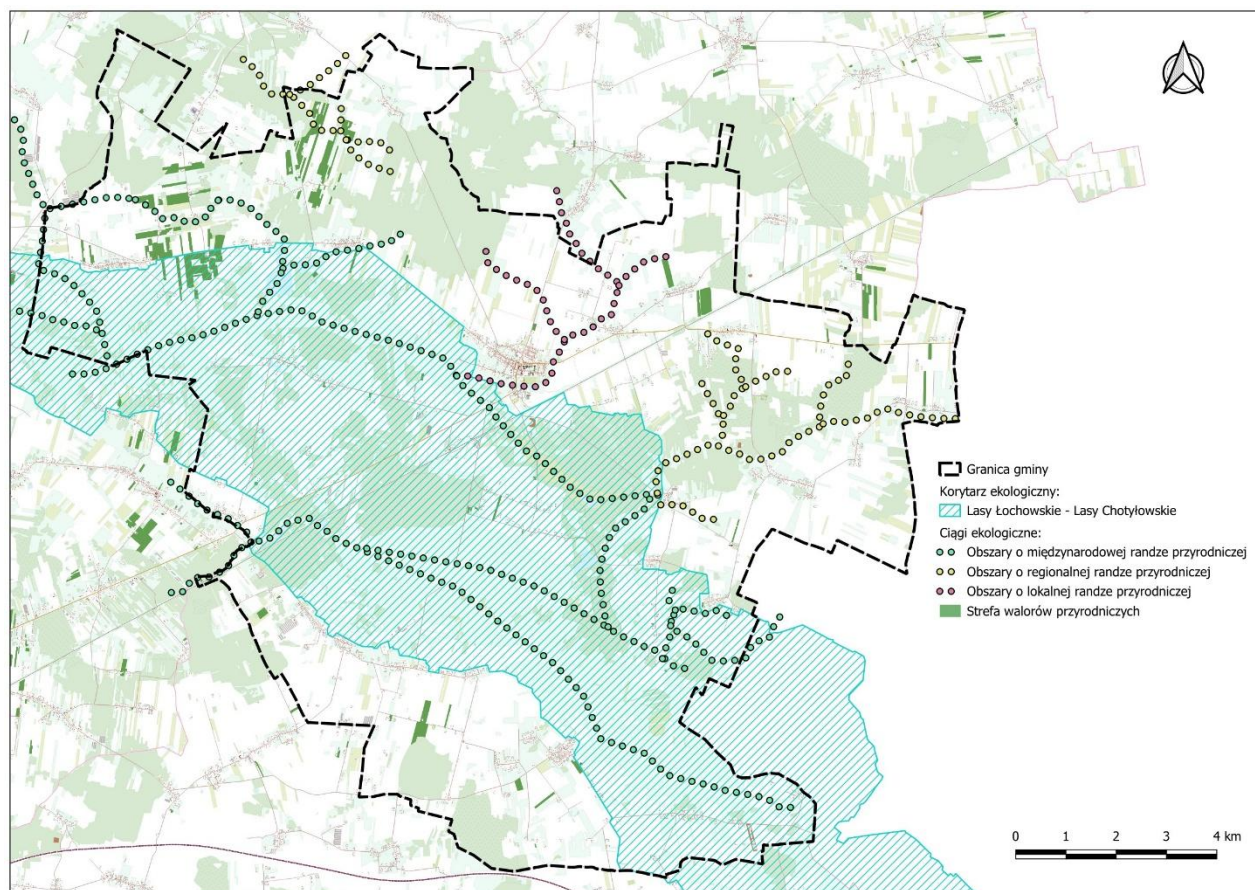 Granica gminy
Korytarz ekologiczny:
Lasy Łochowskie - Lasy Chotyłowskie
Ciągi ekologiczne:
Obszary o międzynarodowej randze przyrodniczej
Obszary o regionalnej randze przyrodniczej
Obszary o lokalnej randze przyrodniczej
Strefa walorów przyrodniczych
0 1 2 3 4 km